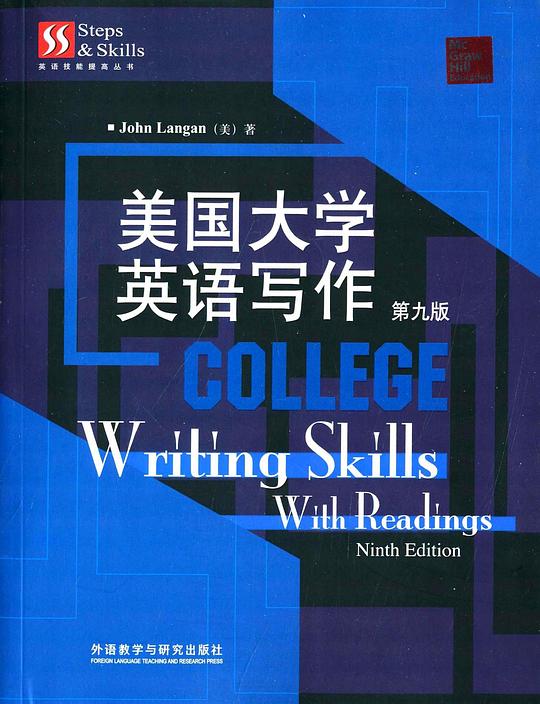 Steps
& Skills
英语技能提高丛书
Mc
Graw
Hill
Education
John Langan（美）著
美国大学
英语写作
第九版
COLLEGE
Writing Skills
With Readings
Ninth Edition
外语教学与研究出版社
FOREIGN LANGUAGE TEACHING AND RESEARCH PRESS